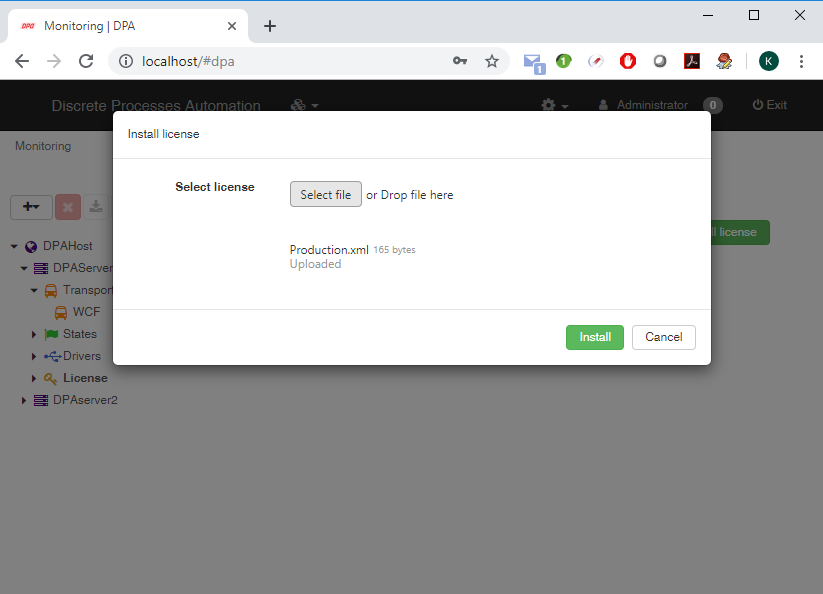 DPA Monitoring | DPA
localhost/#dpa
1
1
K
Discrete Processes Automation
Administrator 0 Exit
Install license
Monitoring
Select license
Select file or Drop file here
ll license
Production.xml 165 bytes
Uploaded
DPAHost
DPAServer
Transport
WCF
States
Drivers
License
DPAserver2
Install
Cancel